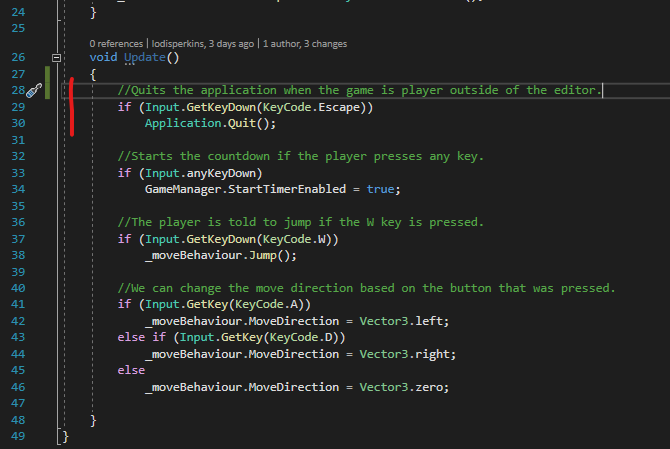 24 }
25
0 references | lodisperkins, 3 days ago | 1 author, 3 changes
26 void Update()
27 {
28 //Quits the application when the game is player outside of the editor.
29 if (Input.GetKeyDown(KeyCode.Escape))
30 Application.Quit();
31
32 //Starts the countdown if the player presses any key.
33 if (Input.anyKeyDown)
34 GameManager.StartTimerEnabled = true;
35
36 //The player is told to jump if the W key is pressed.
37 if (Input.GetKeyDown(KeyCode.W))
38 _moveBehaviour.Jump();
39
40 //We can change the move direction based on the button that was pressed.
41 if (Input.GetKey(KeyCode.A))
42 _moveBehaviour.MoveDirection = Vector3.left;
43 else if (Input.GetKey(KeyCode.D))
44 _moveBehaviour.MoveDirection = Vector3.right;
45 else
46 _moveBehaviour.MoveDirection = Vector3.zero;
47
48 }
49 }